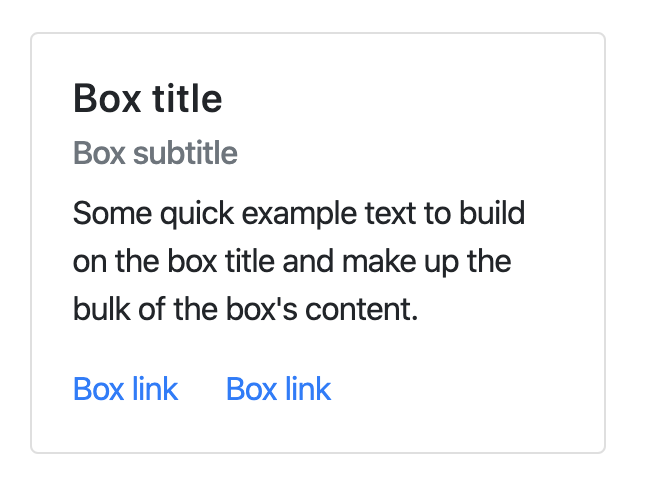 Box title
Box subtitle
Some quick example text to build
on the box title and make up the
bulk of the box's content.
Box link Box link